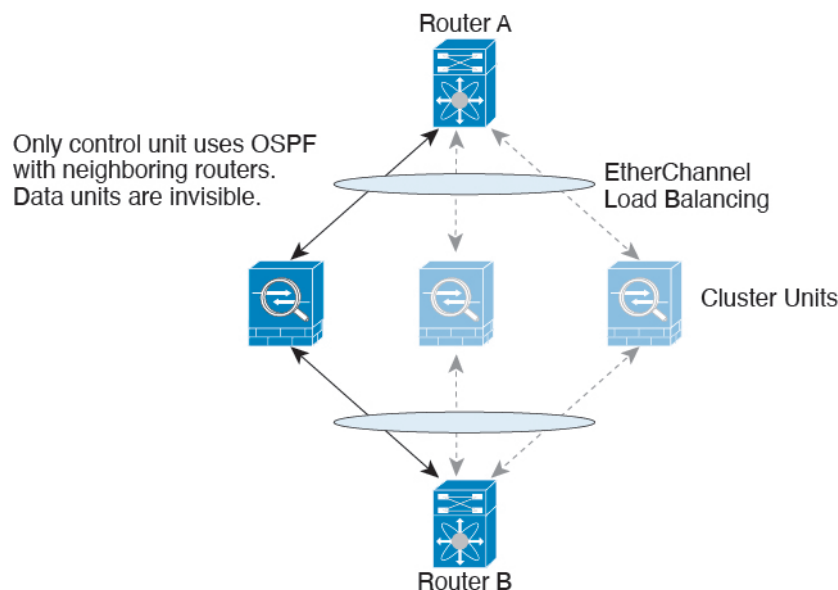 Router A
Only control unit uses OSPF
with neighboring routers.
Data units are invisible.
EtherChannel
Load Balancing
Cluster Units
Router B